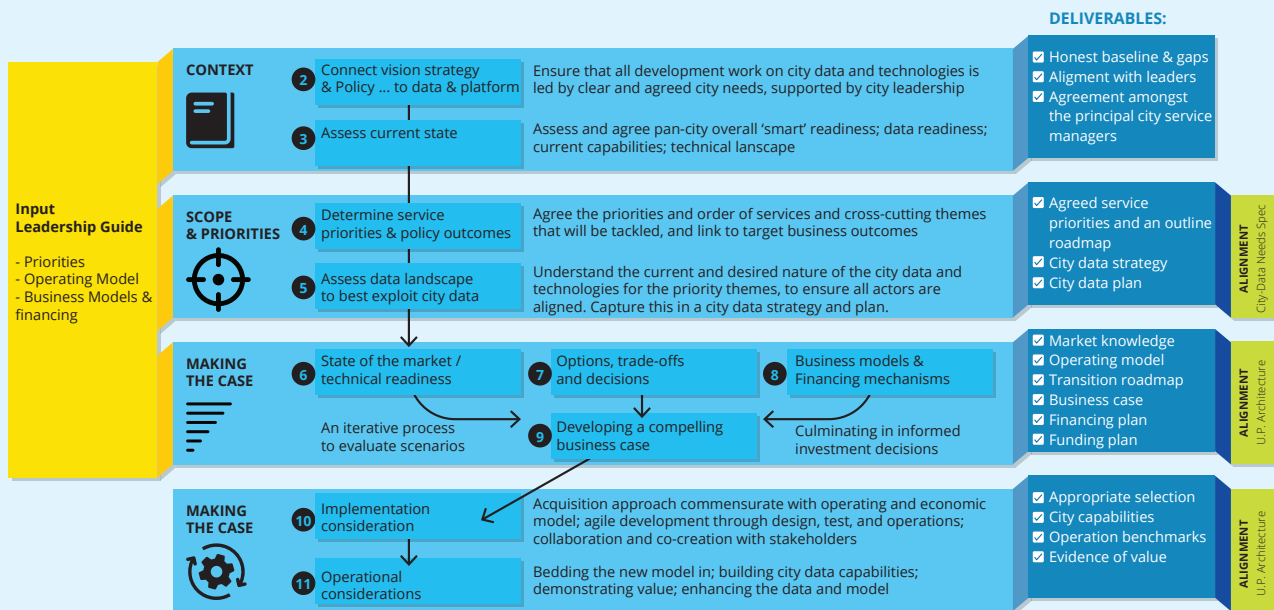 DELIVERABLES:
Input
Leadership Guide
- Priorities
- Operating Model
- Business Models &
financing
CONTEXT
2
Connect vision strategy
& Policy ... to data & platform
Ensure that all development work on city data and technologies is
led by clear and agreed city needs, supported by city leadership
3
Assess current state
Assess and agree pan-city overall ‘smart’ readiness; data readiness;
current capabilities; technical lanscape
Honest baseline & gaps
Aligment with leaders
Agreement amongst
the principal city service
managers
SCOPE
& PRIORITIES
4
Determine service
priorities & policy outcomes
Agree the priorities and order of services and cross-cutting themes
that will be tackled, and link to target business outcomes
5
Assess data landscape
to best exploit city data
Understand the current and desired nature of the city data and
technologies for the priority themes, to ensure all actors are
aligned. Capture this in a city data strategy and plan.
Agreed service
priorities and an outline
roadmap
City data strategy
City data plan
ALIGNMENT
City-Data Needs Spec
MAKING
THE CASE
6
State of the market /
technical readiness
7
Options, trade-offs
and decisions
8
Business models &
Financing mechanisms
An iterative process
to evaluate scenarios
9
Developing a compelling
business case
Culminating in informed
investment decisions
Market knowledge
Operating model
Transition roadmap
Business case
Financing plan
Funding plan
ALIGNMENT
U.P. Architecture
MAKING
THE CASE
10
Implementation
consideration
Acquisition approach commensurate with operating and economic
model; agile development through design, test, and operations;
collaboration and co-creation with stakeholders
11
Operational
considerations
Bedding the new model in; building city data capabilities;
demonstrating value; enhancing the data and model
Appropriate selection
City capabilities
Operation benchmarks
Evidence of value
ALIGNMENT
U.P. Architecture